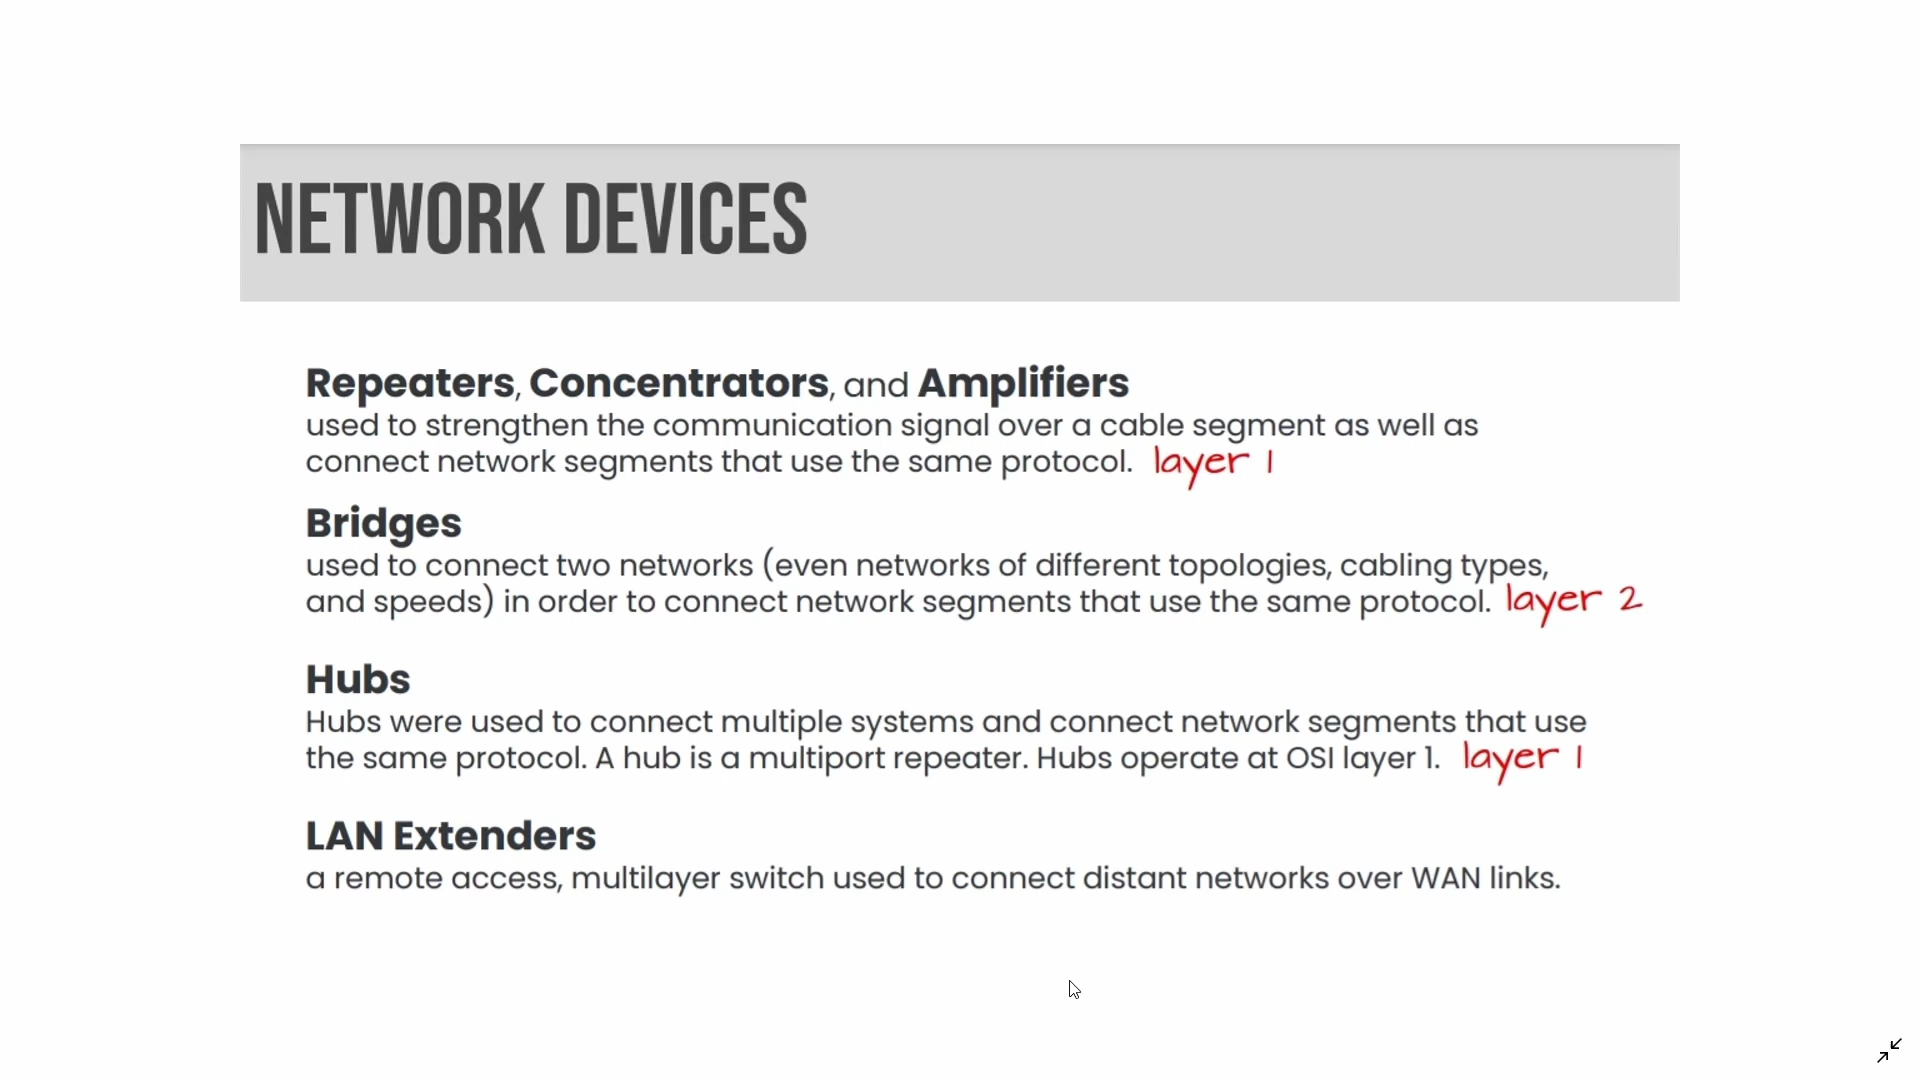 NETWORK DEVICES
Repeaters, Concentrators, and Amplifiers
used to strengthen the communication signal over a cable segment as well as
connect network segments that use the same protocol. layer 1
Bridges
used to connect two networks (even networks of different topologies, cabling types,
and speeds) in order to connect network segments that use the same protocol. layer 2
Hubs
Hubs were used to connect multiple systems and connect network segments that use
the same protocol. A hub is a multiport repeater. Hubs operate at OSI layer 1. layer 1
LAN Extenders
a remote access, multilayer switch used to connect distant networks over WAN links.